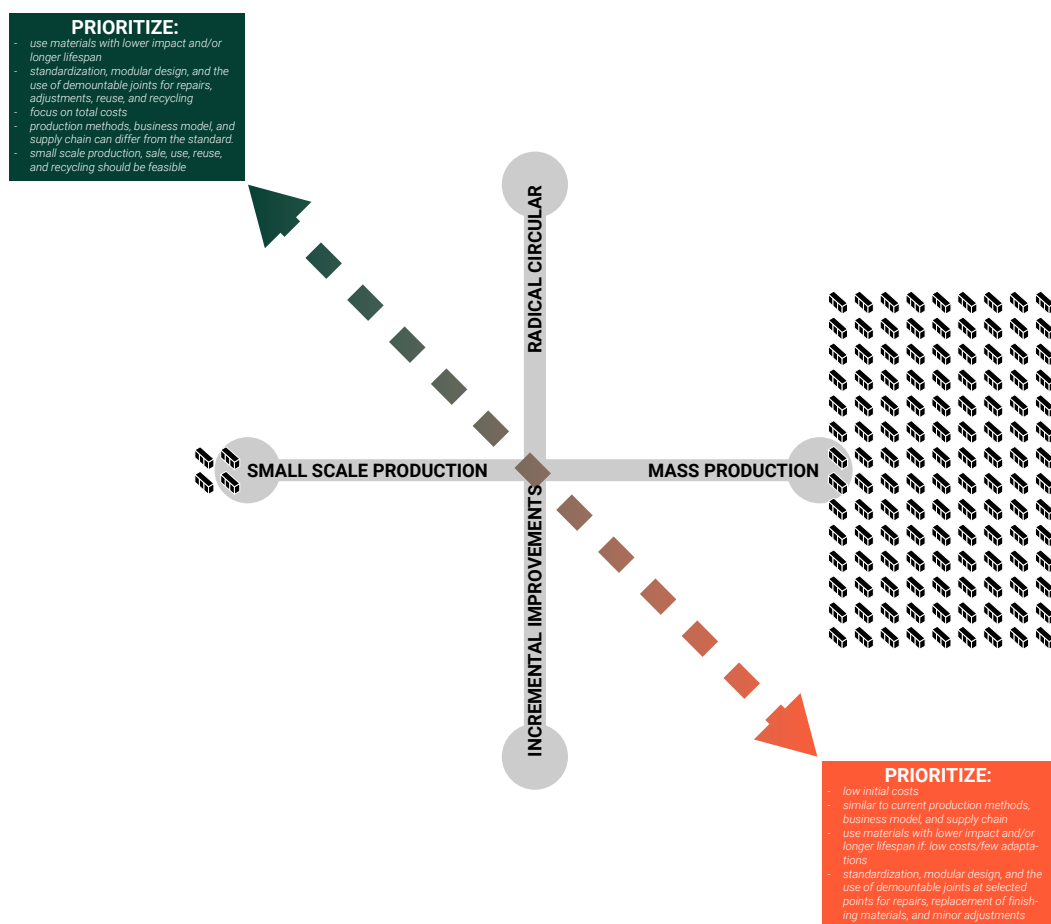 PRIORITIZE:
- use materials with lower impact and/or
longer lifespan
- standardization, modular design, and the
use of demountable joints for repairs,
adjustments, reuse, and recycling
- focus on total costs
- production methods, business model, and
supply chain can differ from the standard.
- small scale production, sale, use, reuse,
and recycling should be feasible
RADICAL CIRCULAR
SMALL SCALE PRODUCTION
MASS PRODUCTION
INCREMENTAL IMPROVEMENTS
PRIORITIZE:
- low initial costs
- similar to current production methods,
business model, and supply chain
- use materials with lower impact and/or
longer lifespan if: low costs/few adapta-
tions
- standardization, modular design, and the
use of demountable joints at selected
points for repairs, replacement of finish-
ing materials, and minor adjustments